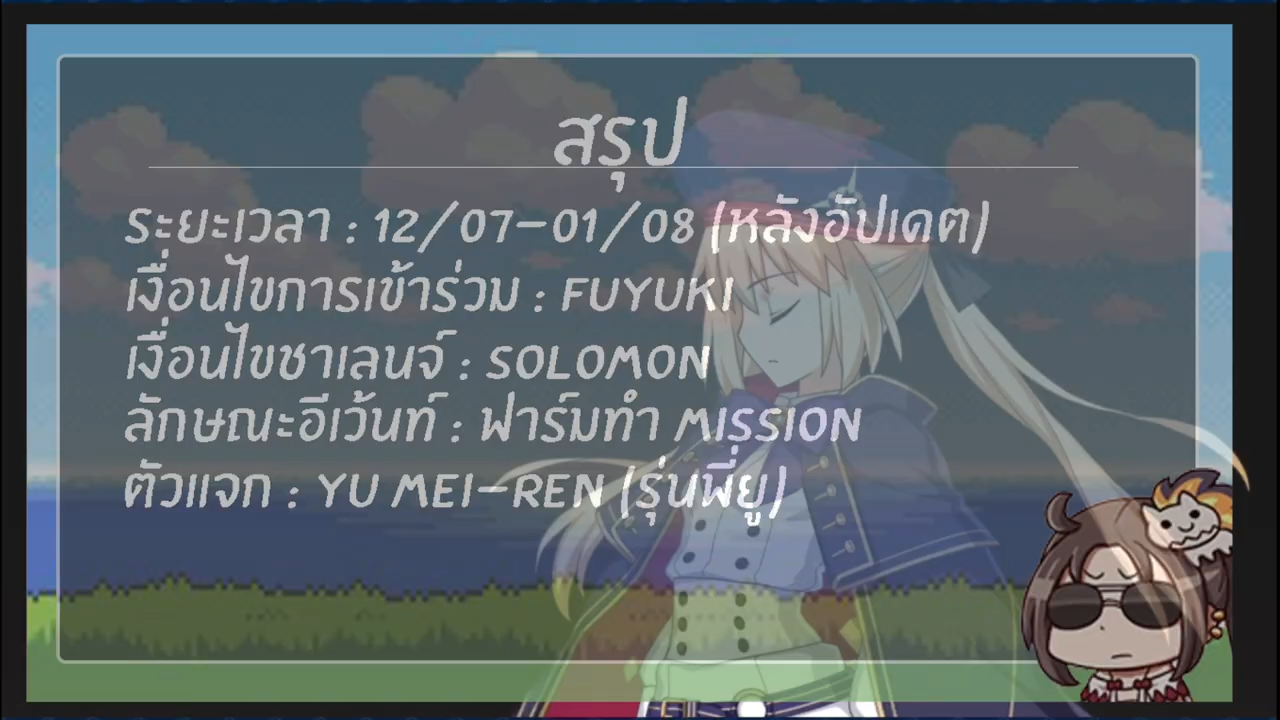 สรุป
ระยะเวลา : 12/07-01/08 (หลังอัปเดต)
เงื่อนไขการเข้าร่วม : FUYUKI
เงื่อนไขชาเลนจ์ : SOLOMON
ลักษณะอีเว้นท์ : ฟาร์มทำ MISSION
ตัวแจก : YU MEI-REN (รุ่นพี่ยู)